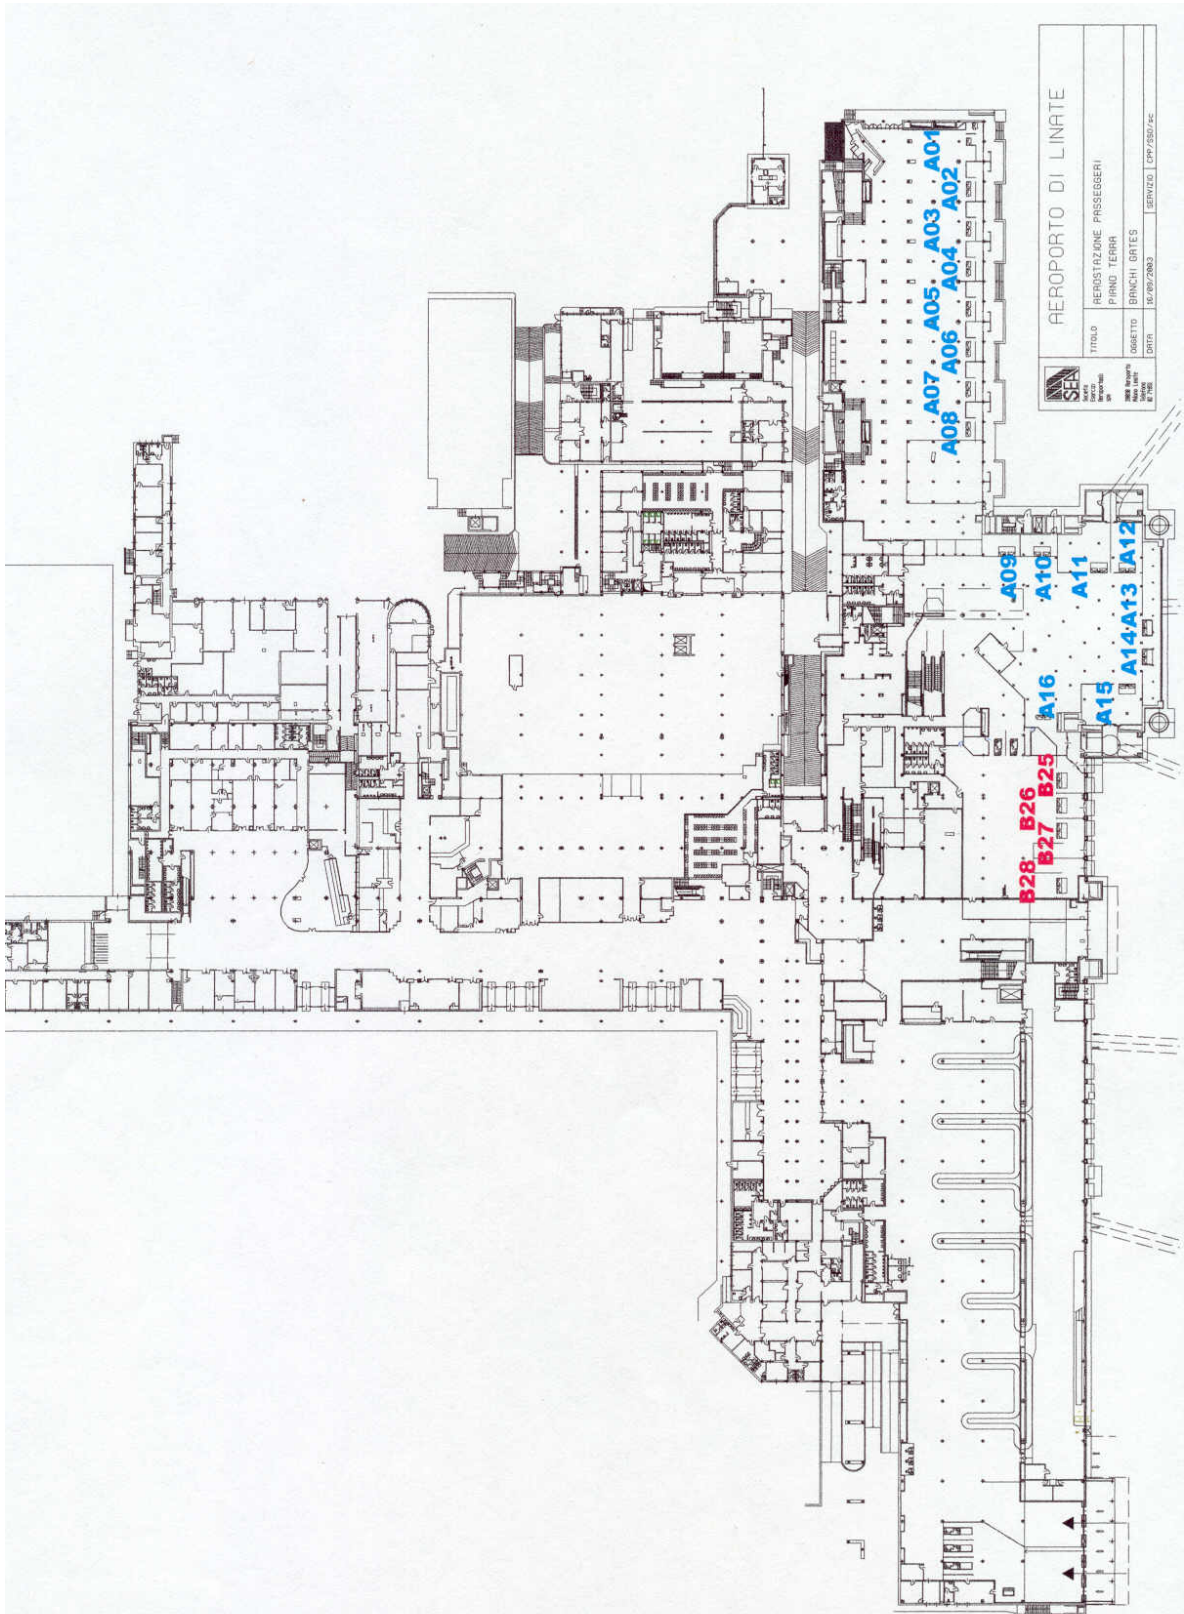 AEROPORTO DI LINATE
SEA
TITOLO
AEROSTAZIONE PASSEGGERI
PIANO TERRA
OGGETTO
BANCHI GATES
DATA
16/09/2003
SERVIZIO
A01
A02
A03
A04
A05
A06
A07
A08
A09
A10
A11
A12
A13
A14
A15
A16
B25
B26
B27
B28